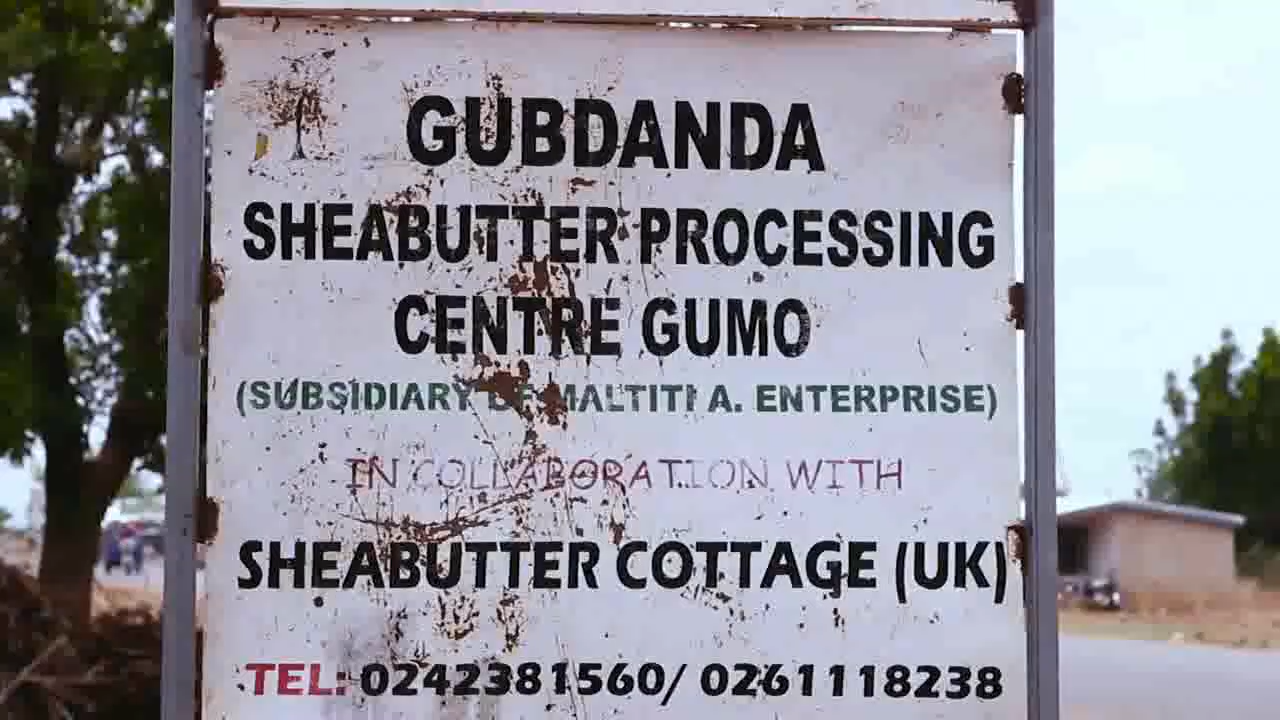 GUBDANDA
SHEABUTTER PROCESSING
CENTRE GUMO
(SUBSIDIARY OF MALTITI A. ENTERPRISE)
IN COLLABORATION WITH
SHEABUTTER COTTAGE (UK)
TEL: 0242381560/ 0261118238